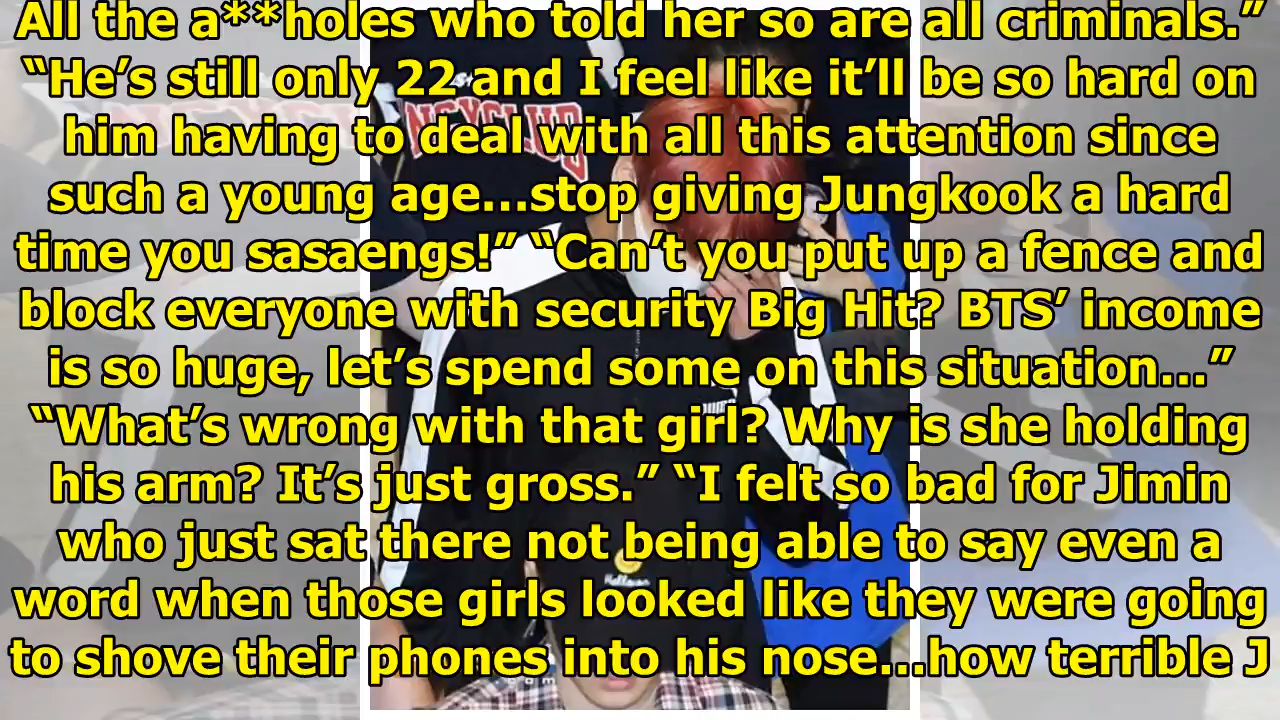 All the a**holes who told her so are all criminals.”
“He’s still only 22 and I feel like it’ll be so hard on
him having to deal with all this attention since
such a young age...stop giving Jungkook a hard
time you sasaengs!” “Can’t you put up a fence and
block everyone with security Big Hit? BTS’ income
is so huge, let’s spend some on this situation...”
“What’s wrong with that girl? Why is she holding
his arm? It’s just gross.” “I felt so bad for Jimin
who just sat there not being able to say even a
word when those girls looked like they were going
to shove their phones into his nose...how terrible J